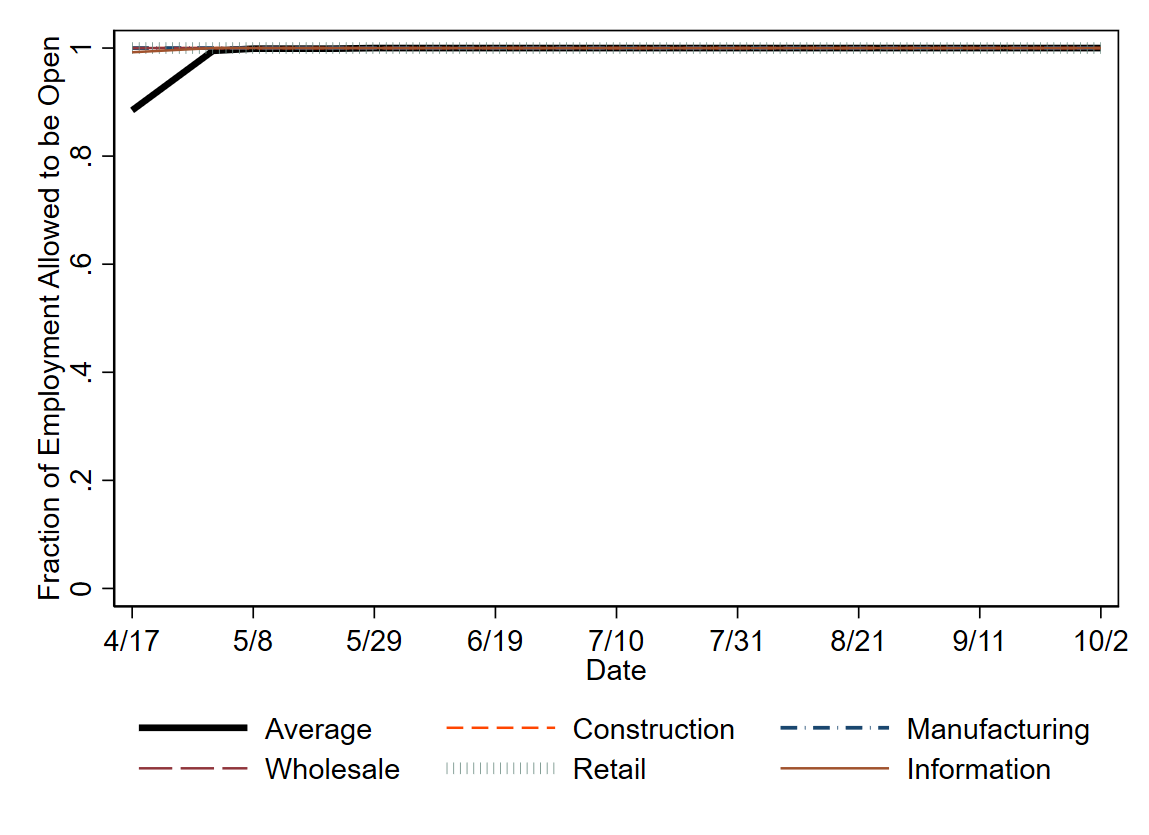 Fraction of Employment Allowed to be Open
1
.8
.6
.4
.2
0
4/17 5/8 5/29 6/19 7/10 7/31 8/21 9/11 10/2
Date
Average Construction Manufacturing
Wholesale Retail Information